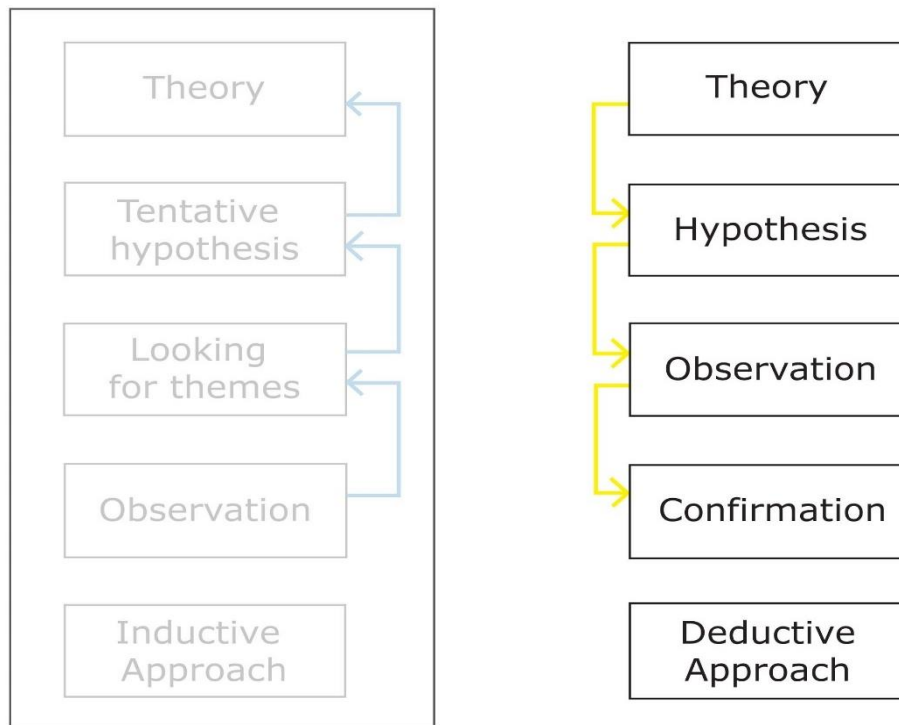 Theory
Tentative
hypothesis
Looking
for themes
Observation
Inductive
Approach
Theory
Hypothesis
Observation
Confirmation
Deductive
Approach